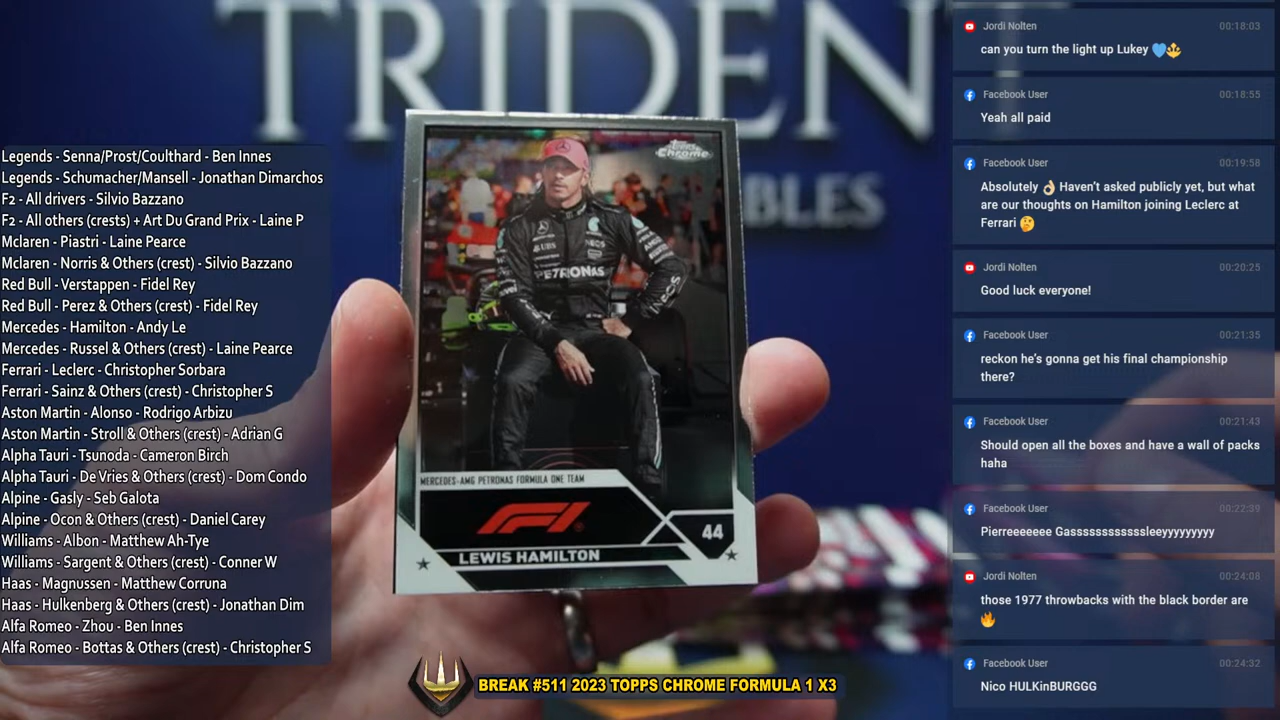 TRIDENT
BLES
Legends - Senna/Prost/Coulthard - Ben Innes
Legends - Schumacher/Mansell - Jonathan Dimarchos
F2 - All drivers - Silvio Bazzano
F2 - All others (crests) + Art Du Grand Prix - Laine P
Mclaren - Piastri - Laine Pearce
Mclaren - Norris & Others (crest) - Silvio Bazzano
Red Bull - Verstappen - Fidel Rey
Red Bull - Perez & Others (crest) - Fidel Rey
Mercedes - Hamilton - Andy Le
Mercedes - Russel & Others (crest) - Laine Pearce
Ferrari - Leclerc - Christopher Sorbara
Ferrari - Sainz & Others (crest) - Christopher S
Aston Martin - Alonso - Rodrigo Arbizu
Aston Martin - Stroll & Others (crest) - Adrian G
Alpha Tauri - Tsunoda - Cameron Birch
Alpha Tauri - De Vries & Others (crest) - Dom Condo
Alpine - Gasly - Seb Galota
Alpine - Ocon & Others (crest) - Daniel Carey
Williams - Albon - Matthew Ah-Tye
Williams - Sargent & Others (crest) - Conner W
Haas - Magnussen - Matthew Corruna
Haas - Hulkenberg & Others (crest) - Jonathan Dim
Alfa Romeo - Zhou - Ben Innes
Alfa Romeo - Bottas & Others (crest) - Christopher S
Topps Chrome
UBS
PETRONAS
MERCEDES-AMG PETRONAS FORMULA ONE TEAM
F1
44
LEWIS HAMILTON
BREAK #511 2023 TOPPS CHROME FORMULA 1 X3
Jordi Nolten 00:18:03
can you turn the light up Lukey 💙🔱
Facebook User 00:18:55
Yeah all paid
Facebook User 00:19:58
Absolutely 👌 Haven't asked publicly yet, but what
are our thoughts on Hamilton joining Leclerc at
Ferrari 🤔
Jordi Nolten 00:20:25
Good luck everyone!
Facebook User 00:21:35
reckon he's gonna get his final championship
there?
Facebook User 00:21:43
Should open all the boxes and have a wall of packs
haha
Facebook User 00:22:39
Pierreeeeeee Gasssssssssssleeyyyyyyyyy
Jordi Nolten 00:24:08
those 1977 throwbacks with the black border are
🔥
Facebook User 00:24:32
Nico HULKinBURGGG